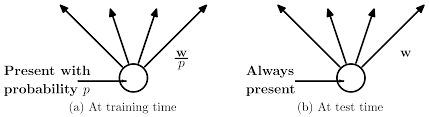 Present with
probability p
w
p
(a) At training time
Always
present
w
(b) At test time